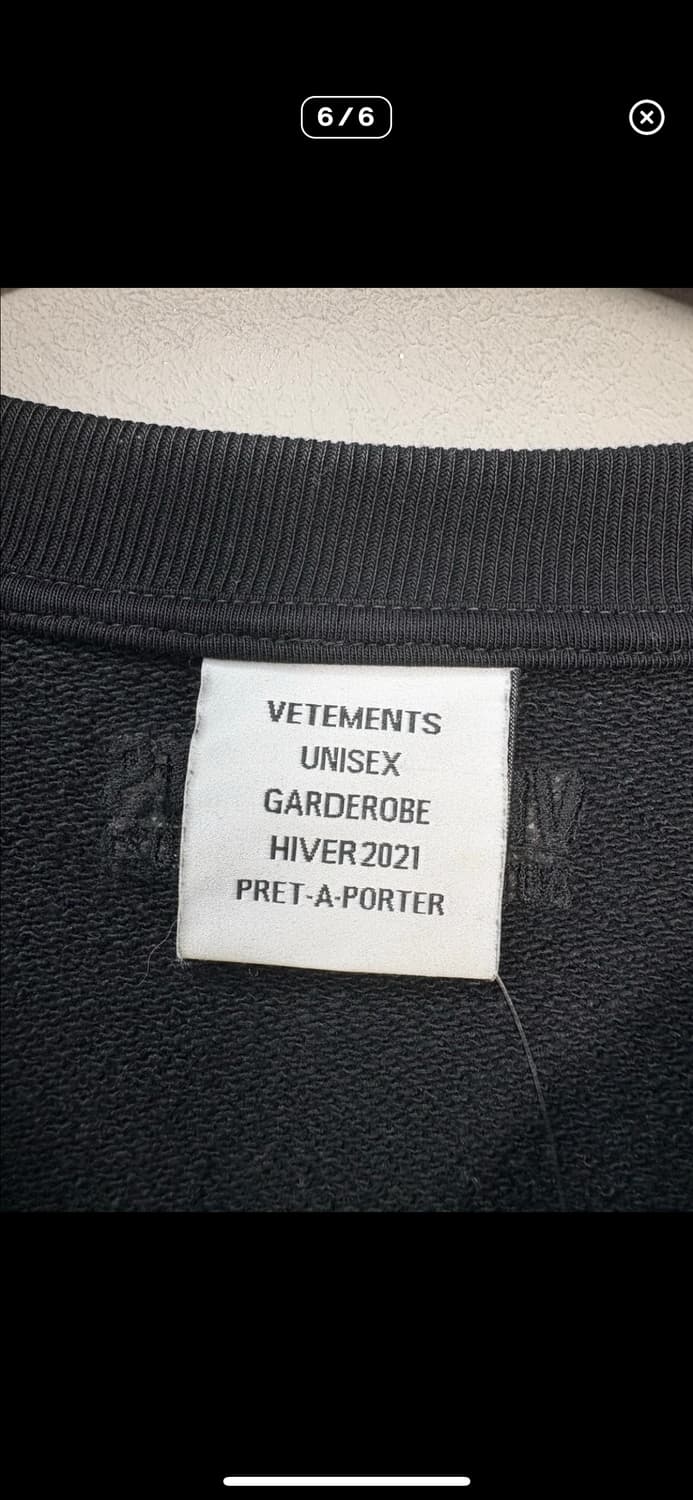 6/6
VETEMENTS
UNISEX
GARDEROBE
HIVER 2021
PRET-A-PORTER